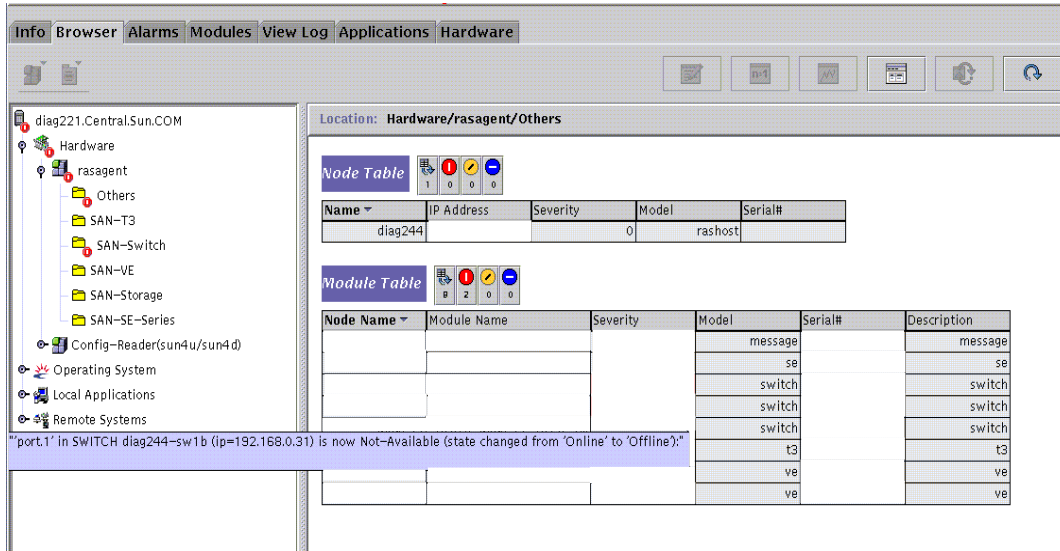 Info Browser Alarms Modules View Log Applications Hardware
n·1
diag221.Central.Sun.COM
Hardware
rasagent
Others
SAN-T3
SAN-Switch
SAN-VE
SAN-Storage
SAN-SE-Series
Config-Reader(sun4u/sun4d)
Operating System
Local Applications
Remote Systems
"'port.1' in SWITCH diag244-sw1b (ip=192.168.0.31) is now Not-Available (state changed from 'Online' to 'Offline'):"
Location: Hardware/rasagent/Others
Node Table 1 0 0 0
Name IP Address Severity Model Serial#
diag244 0 rashost
Module Table 8 2 0 0
Node Name Module Name Severity Model Serial# Description
message message
se se
switch switch
switch switch
switch switch
t3 t3
ve ve
ve ve